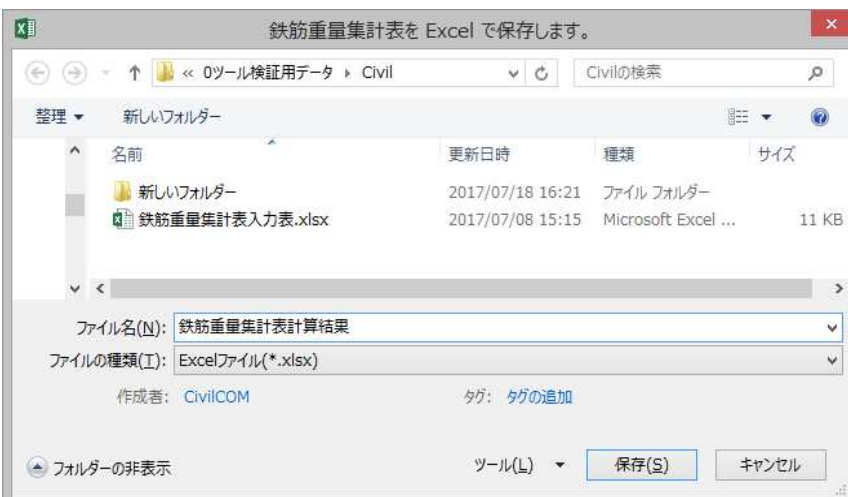 鉄筋重量集計表を Excel で保存します。
« 0ツール検証用データ ▸ Civil
Civilの検索
整理 ▾ 新しいフォルダー
名前 更新日時 種類 サイズ
新しいフォルダー 2017/07/18 16:21 ファイル フォルダー
鉄筋重量集計表入力表.xlsx 2017/07/08 15:15 Microsoft Excel ... 11 KB
ファイル名(N): 鉄筋重量集計表計算結果
ファイルの種類(T): Excelファイル(*.xlsx)
作成者: CivilCOM タグ: タグの追加
フォルダーの非表示 ツール(L) ▾ 保存(S) キャンセル